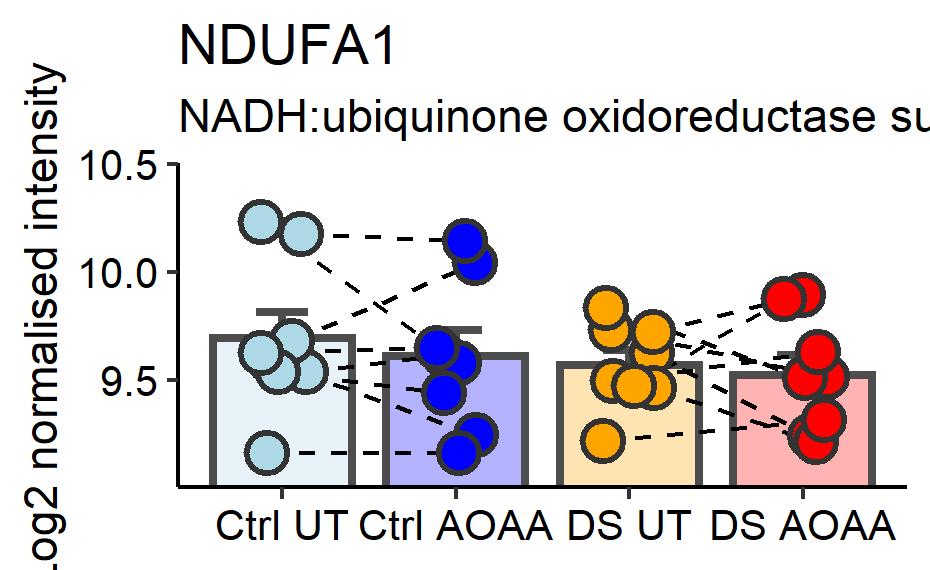 NDUFA1
NADH:ubiquinone oxidoreductase su
og2 normalised intensity
10.5
10.0
9.5
Ctrl UT Ctrl AOAA DS UT DS AOAA